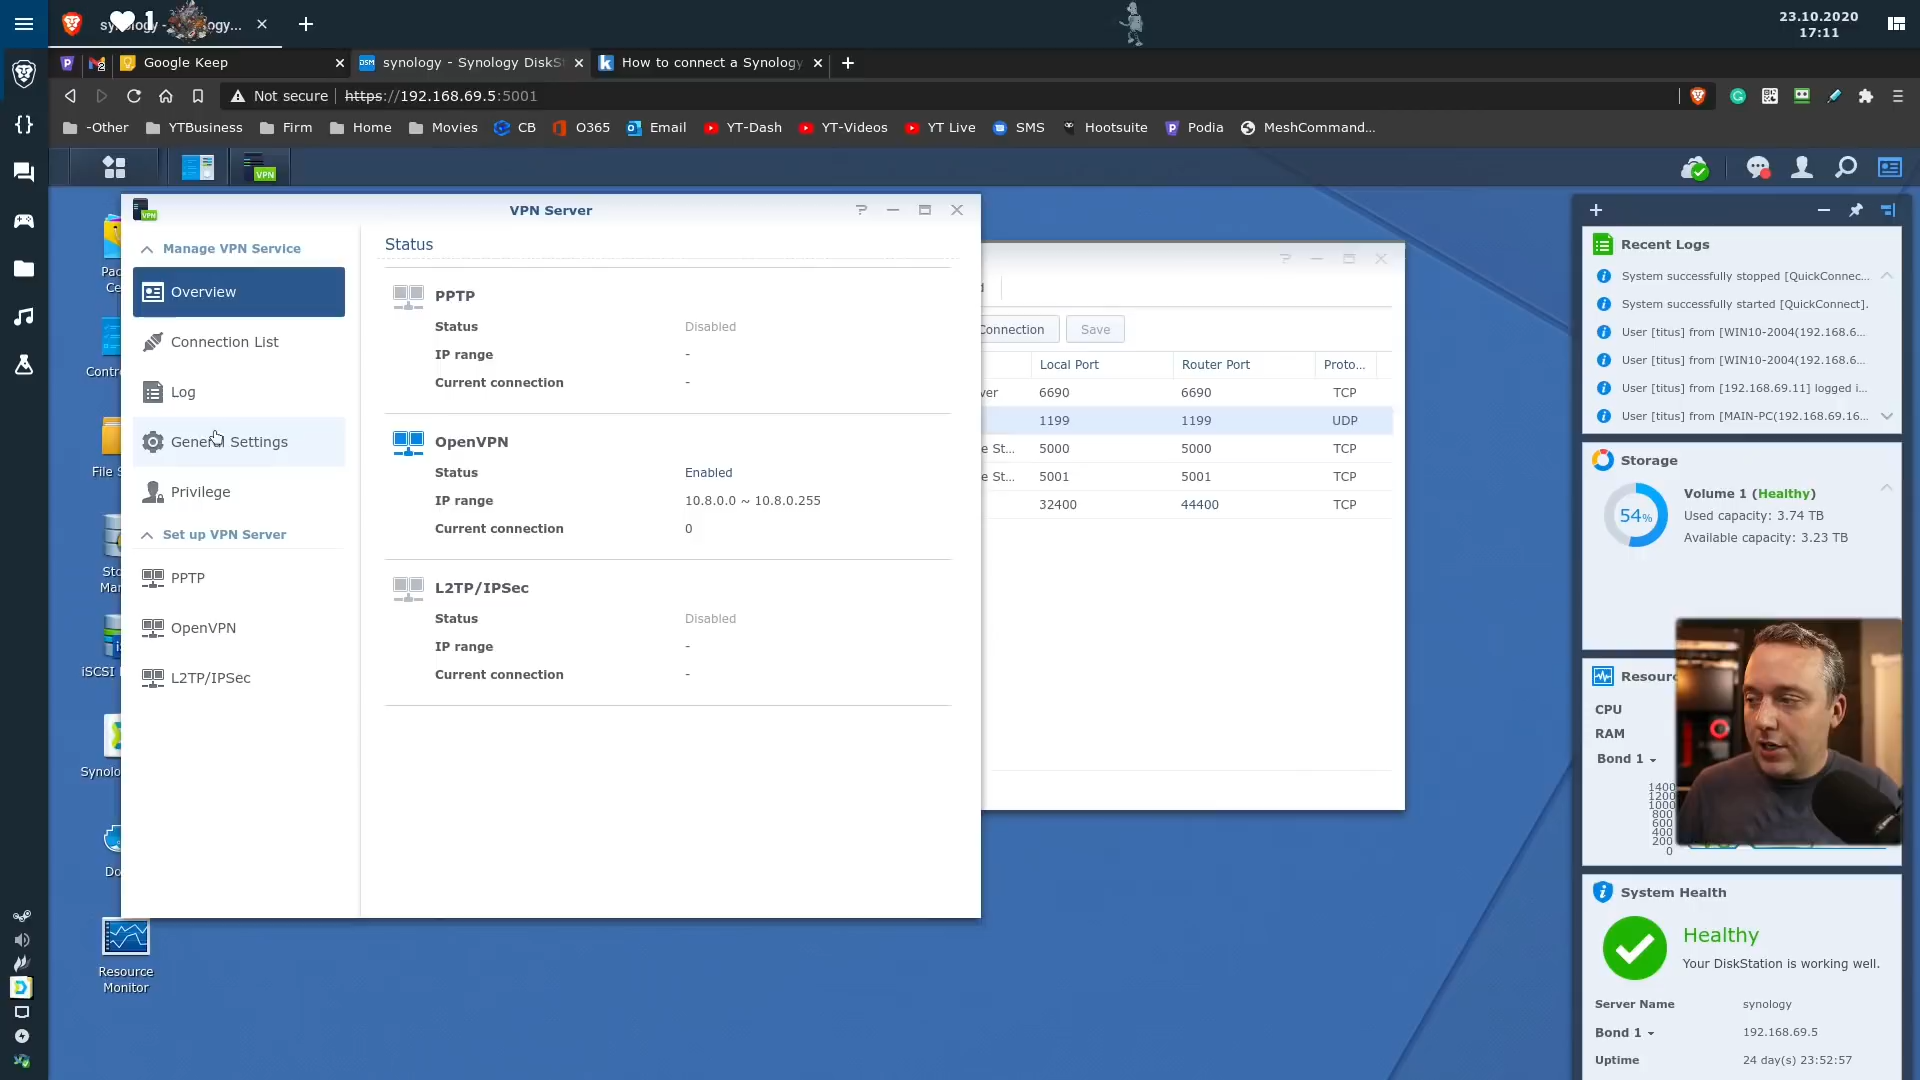 1
23.10.2020
17:11
Google Keep
synology - Synology DiskSt
How to connect a Synology
Not secure
https://192.168.69.5:5001
-Other
YTBusiness
Firm
Home
Movies
CB
O365
Email
YT-Dash
YT-Videos
YT Live
SMS
Hootsuite
Podia
MeshCommand...
VPN
VPN Server
Manage VPN Service
Overview
Connection List
Log
General Settings
Privilege
Set up VPN Server
PPTP
OpenVPN
L2TP/IPSec
Status
PPTP
Status
Disabled
IP range
-
Current connection
-
OpenVPN
Status
Enabled
IP range
10.8.0.0 ~ 10.8.0.255
Current connection
0
L2TP/IPSec
Status
Disabled
IP range
-
Current connection
-
Connection
Save
Local Port
Router Port
Proto...
ver
6690
6690
TCP
1199
1199
UDP
e St...
5000
5000
TCP
e St...
5001
5001
TCP
32400
44400
TCP
Resource
Monitor
Recent Logs
System successfully stopped [QuickConnec...
System successfully started [QuickConnect].
User [titus] from [WIN10-2004(192.168.6...
User [titus] from [WIN10-2004(192.168.6...
User [titus] from [192.168.69.11] logged i...
User [titus] from [MAIN-PC(192.168.69.16...
Storage
54%
Volume 1 (Healthy)
Used capacity: 3.74 TB
Available capacity: 3.23 TB
Resour
CPU
RAM
Bond 1
1400
1200
1000
800
600
400
200
0
System Health
Healthy
Your DiskStation is working well.
Server Name
synology
Bond 1
192.168.69.5
Uptime
24 day(s) 23:52:57